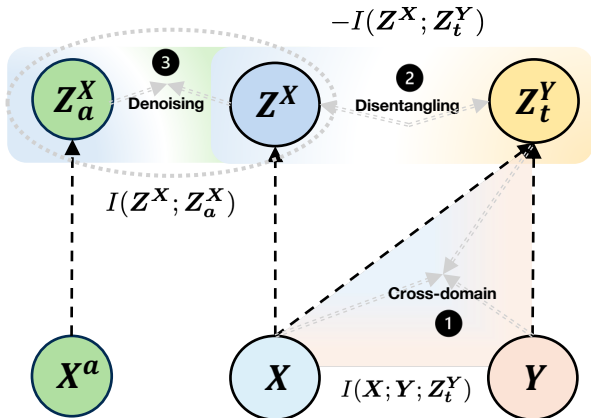 −I(Z^X; Z_t^Y)
3
Z_a^X
Denoising
Z^X
2
Disentangling
Z_t^Y
I(Z^X; Z_a^X)
Cross-domain
1
X^a
X
I(X; Y; Z_t^Y)
Y